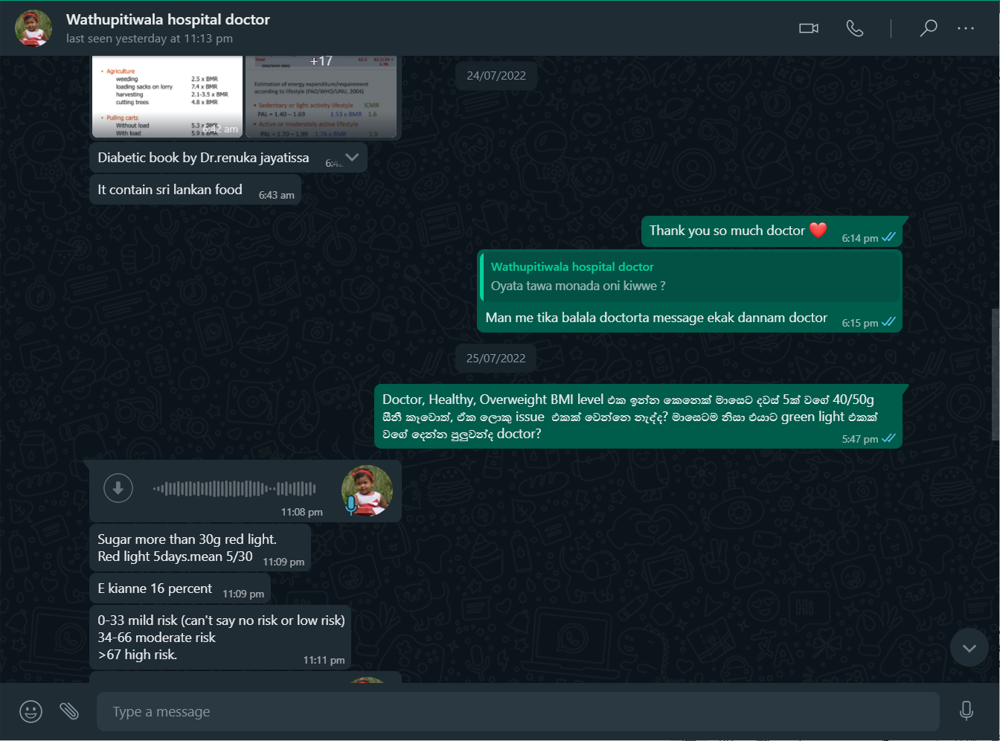 Wathupitiwala hospital doctor
last seen yesterday at 11:13 pm
+17
• Agriculture
weeding 2.5 x BMR
loading sacks on lorry 7.4 x BMR
harvesting 2.1-3.5 x BMR
cutting trees 4.8 x BMR
• Pulling carts
Without load 5.3 x BMR
With load 5.9 x BMR
6:42 am
Estimation of energy expenditure/requirement
according to lifestyle (FAO/WHO/UNU, 2004)
• Sedentary or light activity lifestyle ICMR
PAL = 1.40 – 1.69 1.53 x BMR 1.6
• Active or moderately active lifestyle
PAL = 1.70 – 1.99 1.76 x BMR 1.9
24/07/2022
Diabetic book by Dr.renuka jayatissa
It contain sri lankan food 6:43 am
Thank you so much doctor ❤️ 6:14 pm
Wathupitiwala hospital doctor
Oyata tawa monada oni kiwwe ?
Man me tika balala doctorta message ekak dannam doctor 6:15 pm
25/07/2022
Doctor, Healthy, Overweight BMI level එක ඉන්න කෙනෙක් මාසෙට දවස් 5ක් වගේ 40/50g
සීනී කෑවොත්, ඒක ලොකු issue එකක් වෙන්නෙ නැද්ද? මාසෙටම නිසා එයාට green light එකක්
වගේ දෙන්න පුලුවන්ද doctor?
5:47 pm
11:08 pm
Sugar more than 30g red light.
Red light 5days.mean 5/30 11:09 pm
E kianne 16 percent 11:09 pm
0-33 mild risk (can't say no risk or low risk)
34-66 moderate risk
>67 high risk.
11:11 pm
Type a message